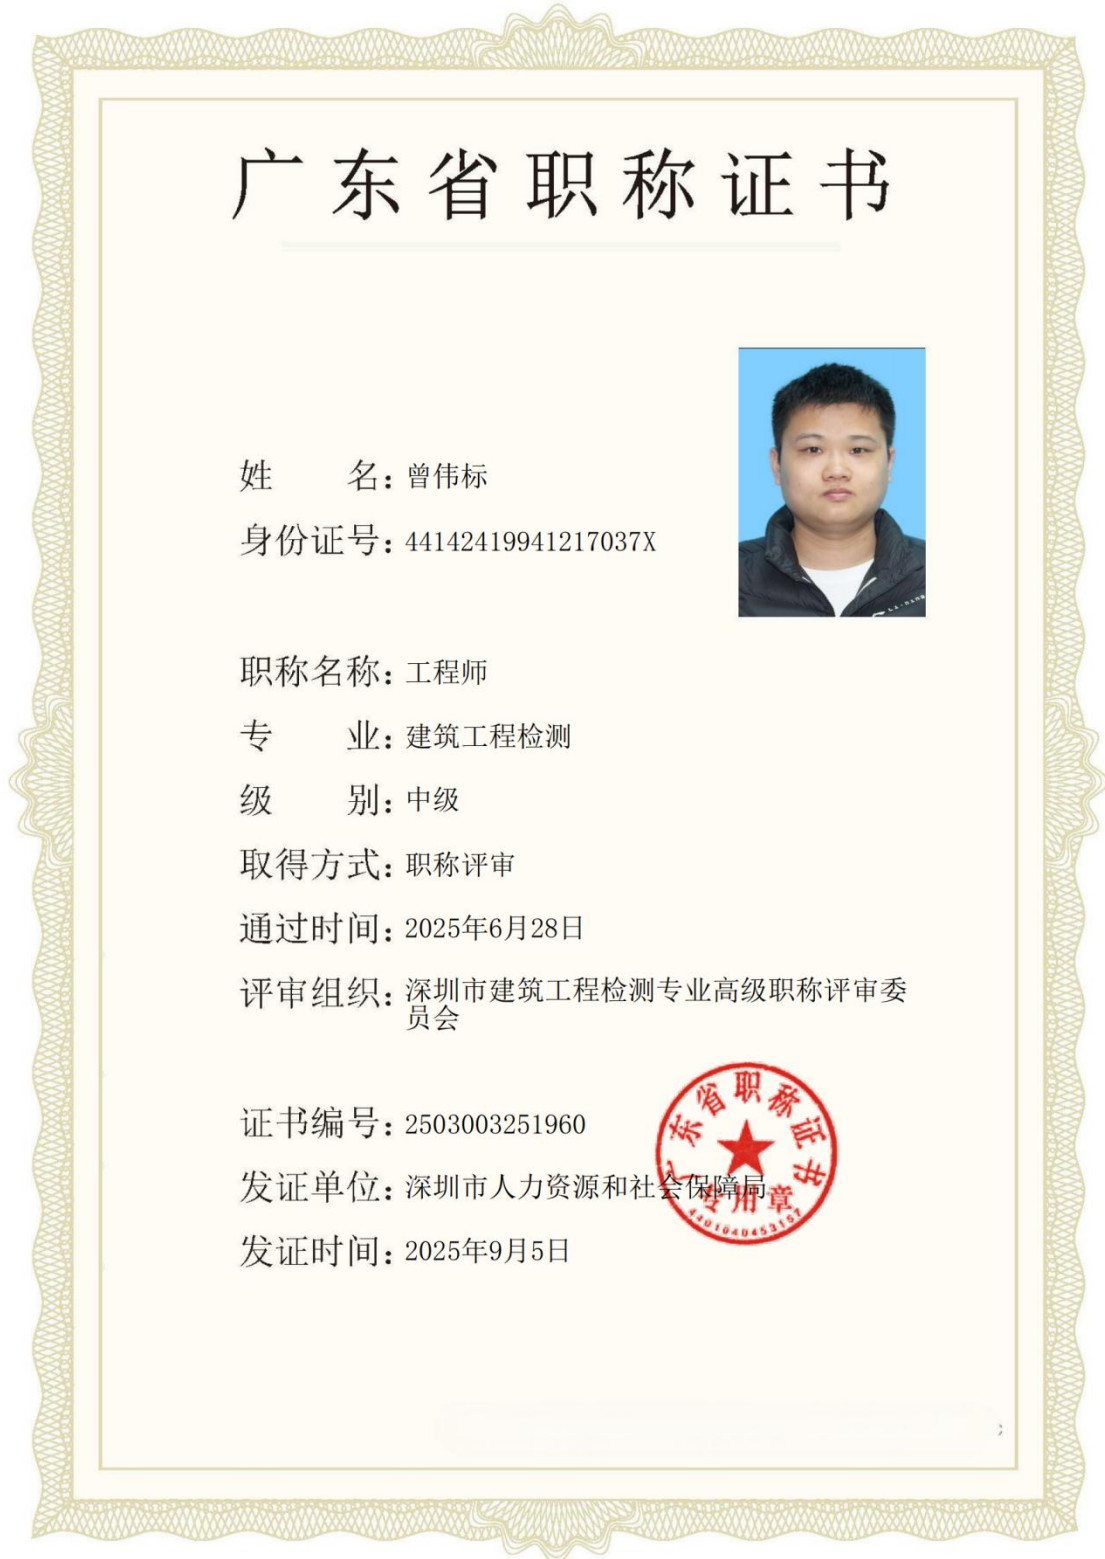 广东省职称证书
姓 名：曾伟标
身份证号：44142419941217037X
职称名称：工程师
专 业：建筑工程检测
级 别：中级
取得方式：职称评审
通过时间：2025年6月28日
评审组织：深圳市建筑工程检测专业高级职称评审委
员会
证书编号：2503003251960
发证单位：深圳市人力资源和社会保障局
发证时间：2025年9月5日
广东省职称证书
专用章
4401040453157